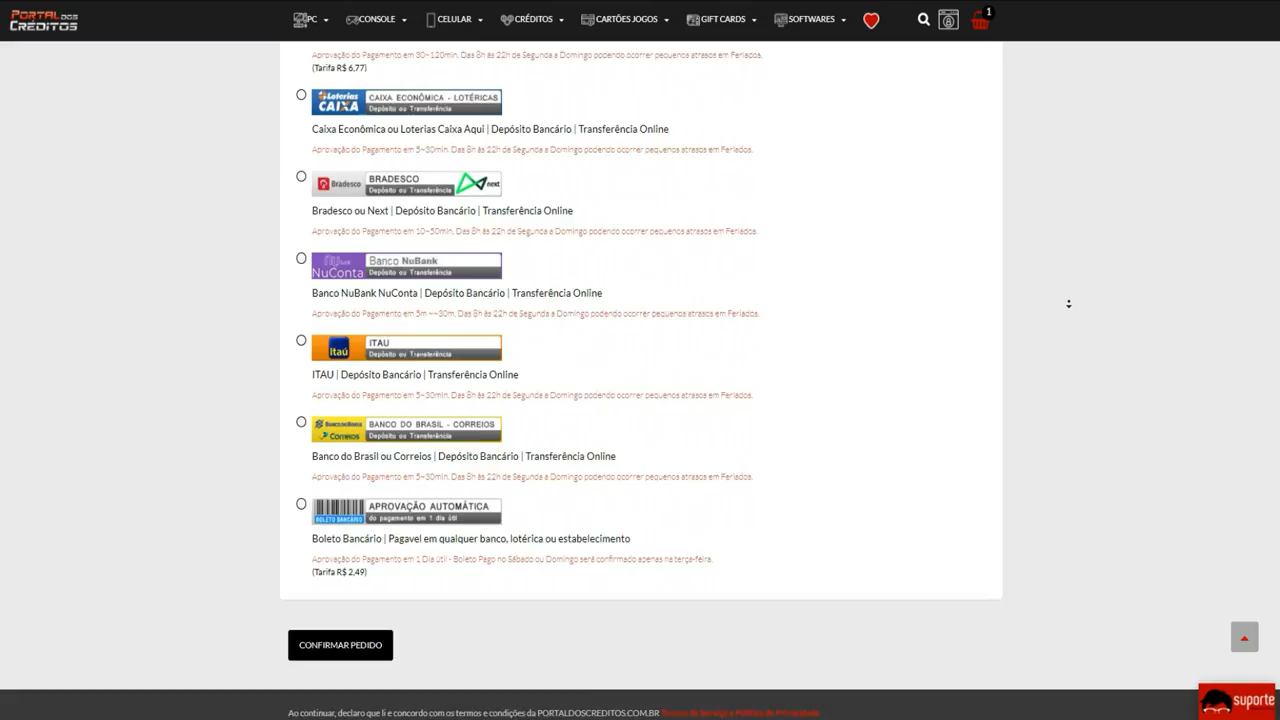 PORTAL DOS CRÉDITOS
PC
CONSOLE
CELULAR
CRÉDITOS
CARTÕES JOGOS
GIFT CARDS
SOFTWARES
1
Aprovação do Pagamento em 30~120min. Das 8h às 22h de Segunda a Domingo podendo ocorrer pequenos atrasos em Feriados.
(Tarifa R$ 6,77)
Loterias CAIXA
CAIXA ECONÔMICA - LOTÉRICAS
Depósito ou Transferência
Caixa Econômica ou Loterias Caixa Aqui | Depósito Bancário | Transferência Online
Aprovação do Pagamento em 5~30min. Das 8h às 22h de Segunda a Domingo podendo ocorrer pequenos atrasos em Feriados.
Bradesco
BRADESCO
Depósito ou Transferência
next
Bradesco ou Next | Depósito Bancário | Transferência Online
Aprovação do Pagamento em 10~50min. Das 8h às 22h de Segunda a Domingo podendo ocorrer pequenos atrasos em Feriados.
NuConta
Banco NuBank
Depósito ou Transferência
Banco NuBank NuConta | Depósito Bancário | Transferência Online
Aprovação do Pagamento em 5m ~~30m. Das 8h às 22h de Segunda a Domingo podendo ocorrer pequenos atrasos em Feriados.
Itaú
ITAU
Depósito ou Transferência
ITAU | Depósito Bancário | Transferência Online
Aprovação do Pagamento em 5~30min. Das 8h às 22h de Segunda a Domingo podendo ocorrer pequenos atrasos em Feriados.
BANCO DO BRASIL
Correios
BANCO DO BRASIL - CORREIOS
Depósito ou Transferência
Banco do Brasil ou Correios | Depósito Bancário | Transferência Online
Aprovação do Pagamento em 5~30min. Das 8h às 22h de Segunda a Domingo podendo ocorrer pequenos atrasos em Feriados.
BOLETO BANCÁRIO
APROVAÇÃO AUTOMÁTICA
do pagamento em 1 dia útil
Boleto Bancário | Pagavel em qualquer banco, lotérica ou estabelecimento
Aprovação do Pagamento em 1 Dia útil - Boleto Pago no Sábado ou Domingo será confirmado apenas na terça-feira.
(Tarifa R$ 2,49)
CONFIRMAR PEDIDO
suporte
Ao continuar, declaro que li e concordo com os termos e condições da PORTALDOSCREDITOS.COM.BR Termos de Serviço e Política de Privacidade